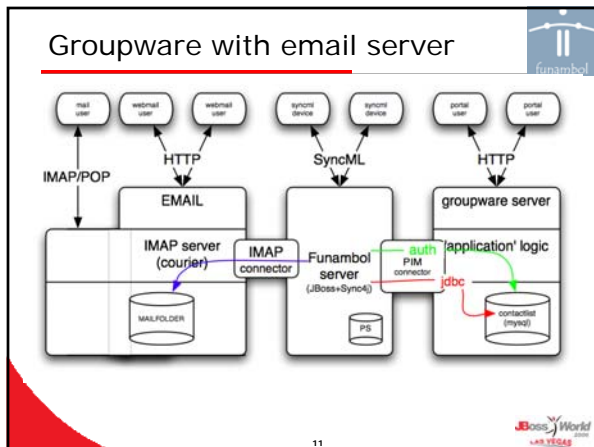 Groupware with email server
funambol
mail user
webmail user
webmail user
syncml device
syncml device
portal user
portal user
IMAP/POP
HTTP
SyncML
HTTP
EMAIL
groupware server
IMAP server (courier)
IMAP connector
Funambol server (JBoss+Sync4j)
auth
PIM connector
'application' logic
jdbc
MAILFOLDER
PS
contactlist (mysql)
11
JBoss World
LAS VEGAS